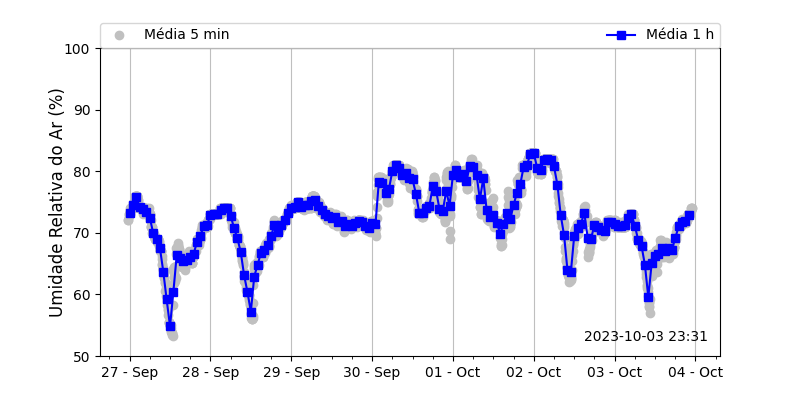 Média 5 min Média 1 h
100
90
80
70
60
50
Umidade Relativa do Ar (%)
2023-10-03 23:31
27 - Sep 28 - Sep 29 - Sep 30 - Sep 01 - Oct 02 - Oct 03 - Oct 04 - Oct